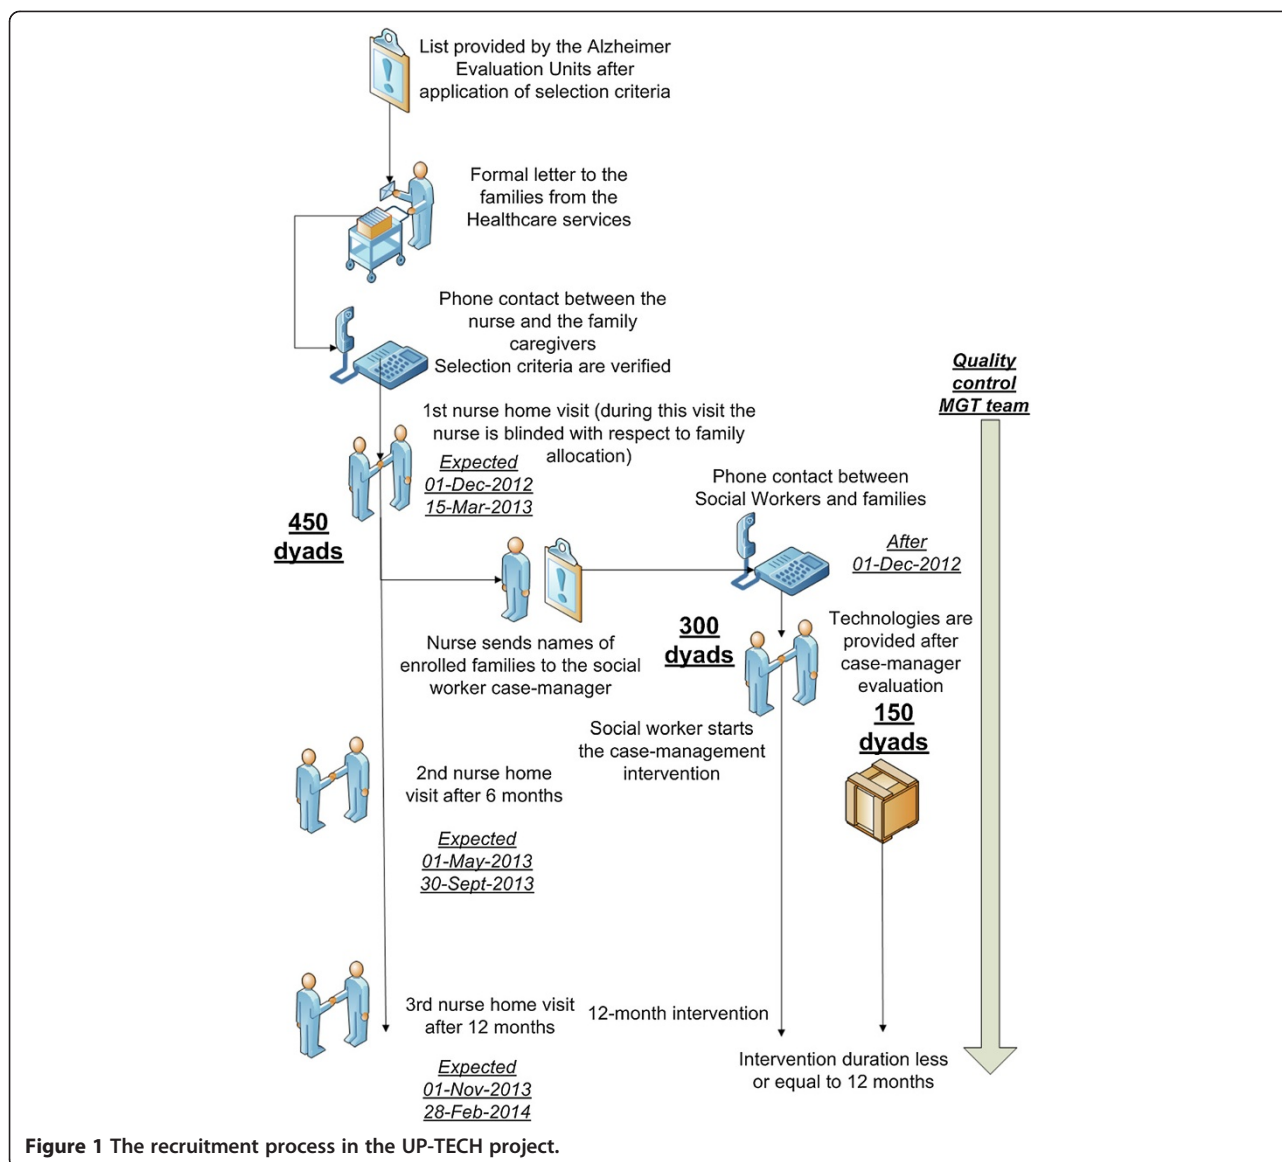 List provided by the Alzheimer
Evaluation Units after
application of selection criteria
Formal letter to the
families from the
Healthcare services
Phone contact between the
nurse and the family
caregivers
Selection criteria are verified
Quality
control
MGT team
1st nurse home visit (during this visit the
nurse is blinded with respect to family
allocation)
Expected
01-Dec-2012
15-Mar-2013
450
dyads
Phone contact between
Social Workers and families
After
01-Dec-2012
Nurse sends names of
enrolled families to the social
worker case-manager
300
dyads
Technologies are
provided after
case-manager
evaluation
150
dyads
Social worker starts
the case-management
intervention
2nd nurse home
visit after 6 months
Expected
01-May-2013
30-Sept-2013
3rd nurse home visit
after 12 months
12-month intervention
Expected
01-Nov-2013
28-Feb-2014
Intervention duration less
or equal to 12 months
Figure 1 The recruitment process in the UP-TECH project.